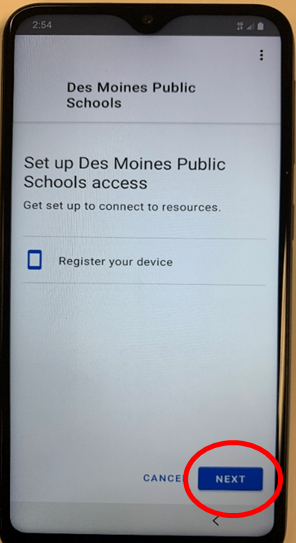 2:54
Des Moines Public
Schools
Set up Des Moines Public
Schools access
Get set up to connect to resources.
Register your device
CANCE NEXT